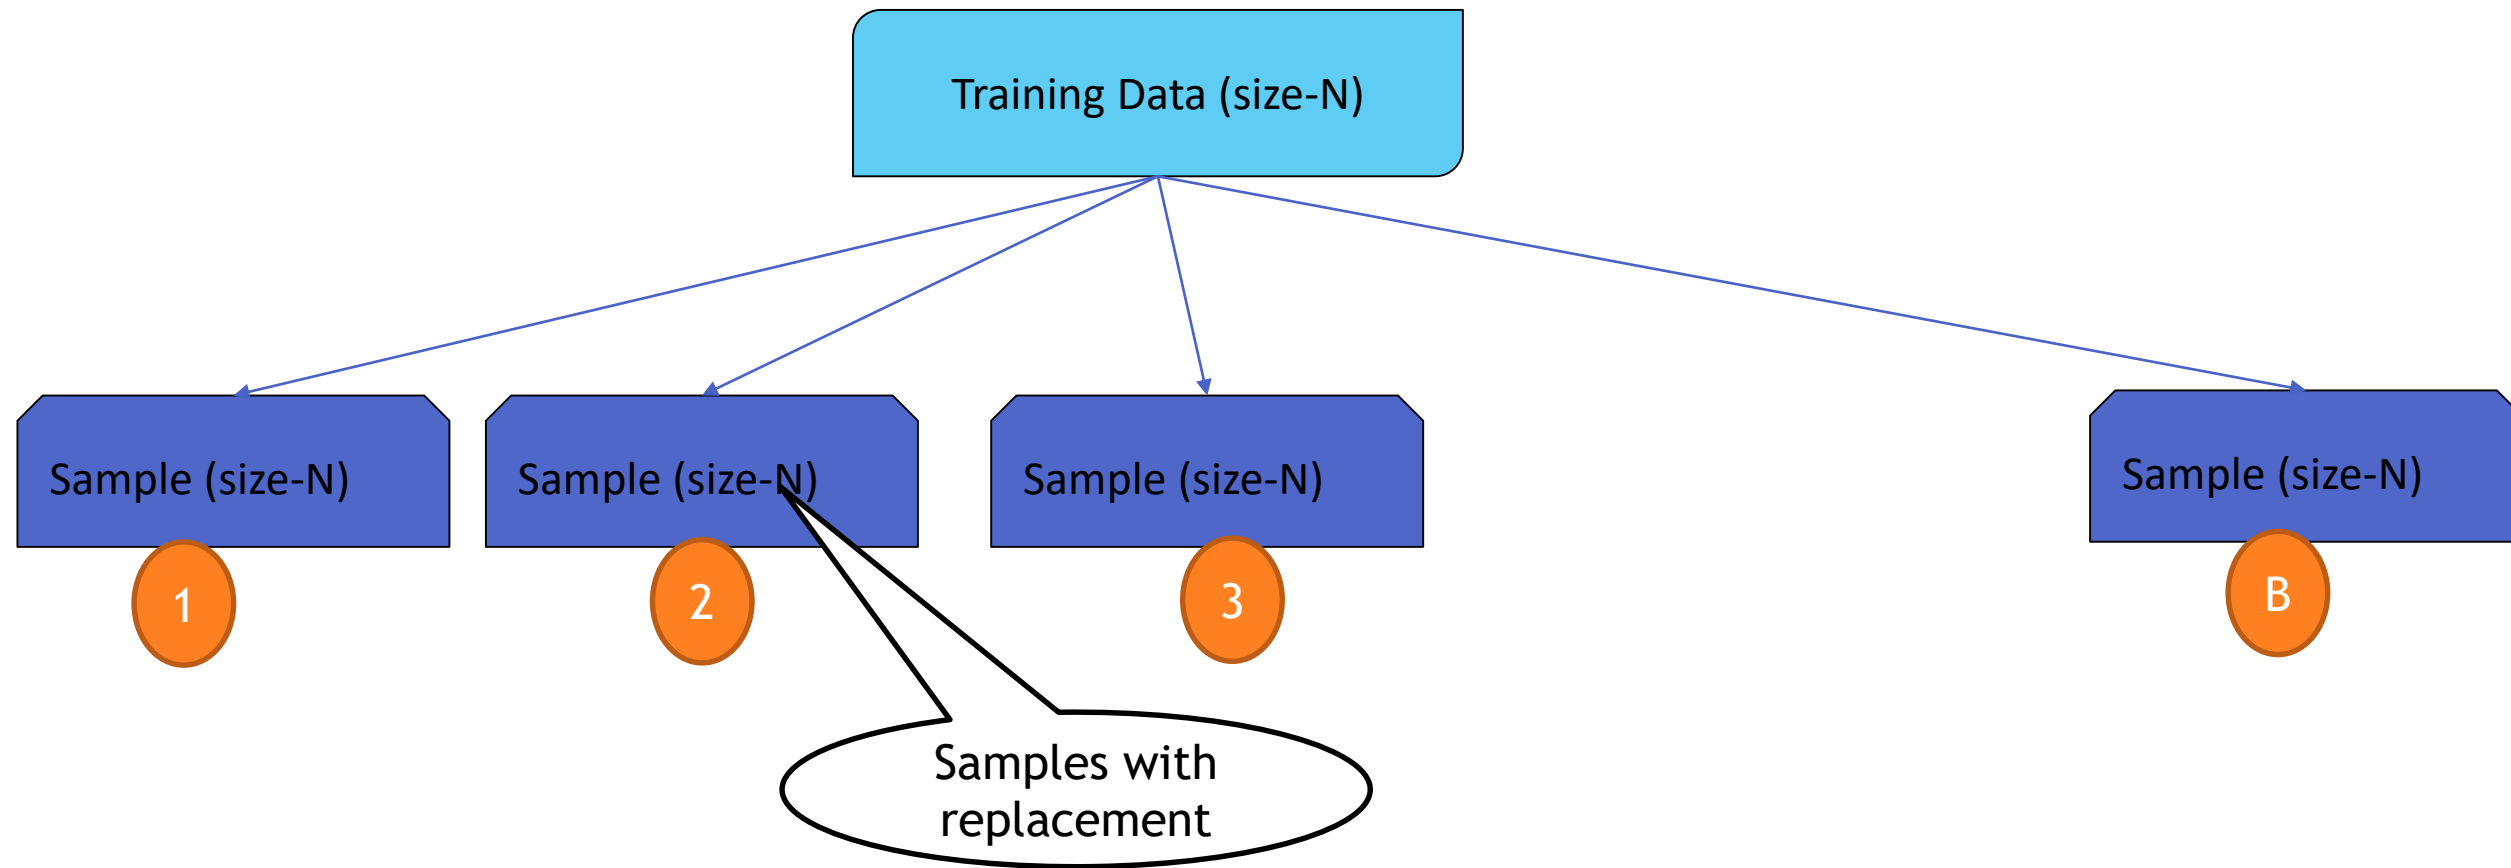 Training Data (size-N)
Sample (size-N)
Sample (size-N)
Sample (size-N)
Sample (size-N)
1
2
3
B
Samples with
replacement